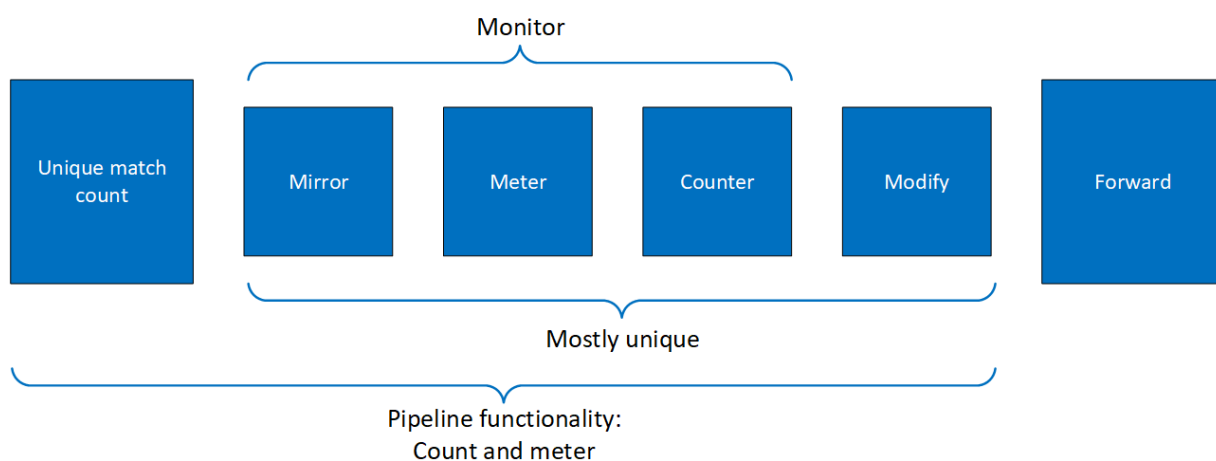 Monitor
Unique match
count
Mirror
Meter
Counter
Modify
Forward
Mostly unique
Pipeline functionality:
Count and meter